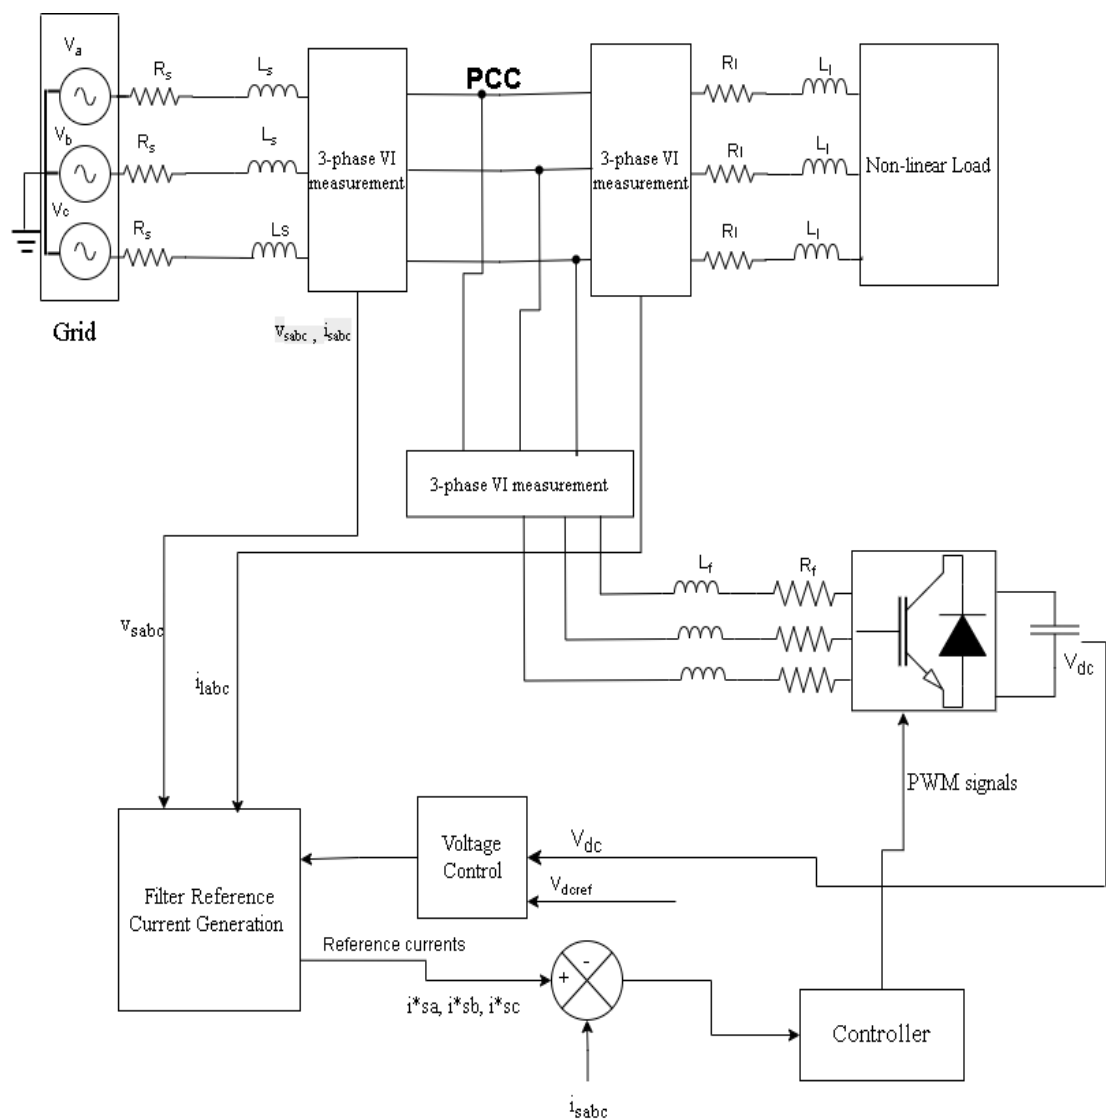 Va
Rs
Ls
PCC
Rl
Ll
Vb
Rs
Ls
3-phase VI
measurement
3-phase VI
measurement
Rl
Ll
Non-linear Load
Vc
Rs
Ls
Rl
Ll
Grid
vsabc , isabc
3-phase VI measurement
Lf
Rf
vsabc
ilabc
Vdc
PWM signals
Voltage
Control
Vdc
Vdcref
Filter Reference
Current Generation
Reference currents
i*sa, i*sb, i*sc
+
-
Controller
isabc